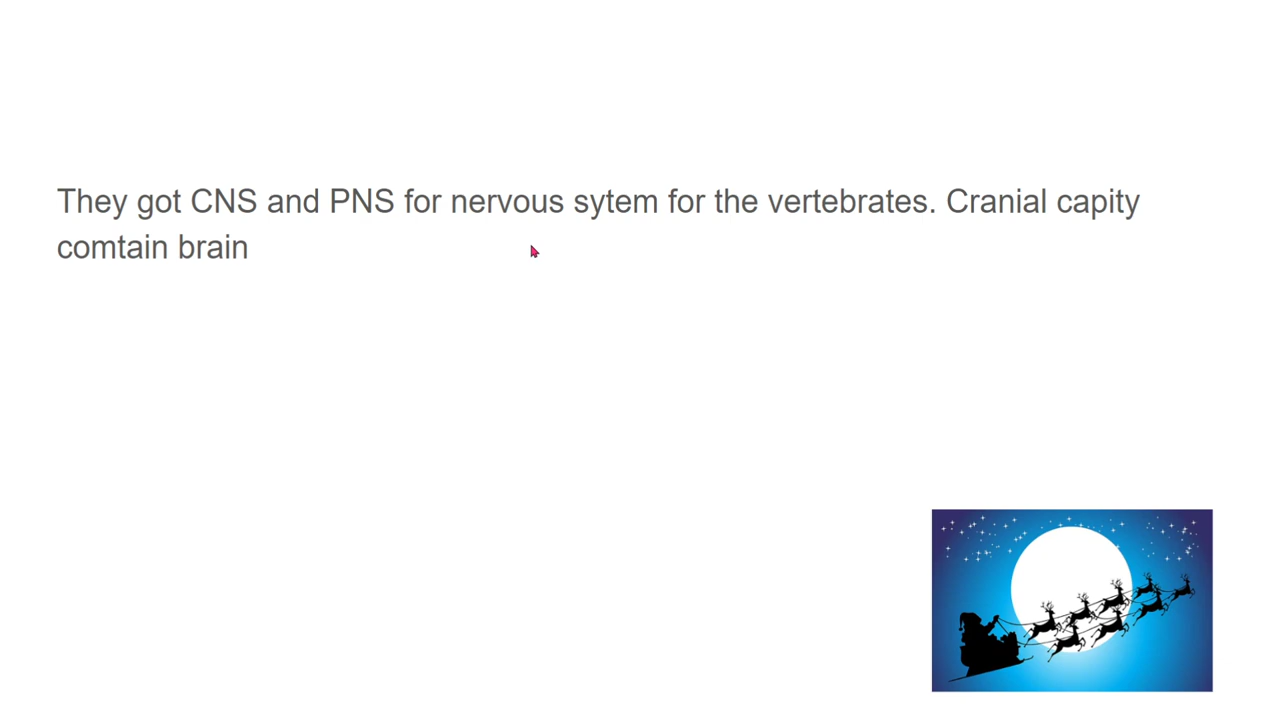 They got CNS and PNS for nervous sytem for the vertebrates. Cranial capity
comtain brain